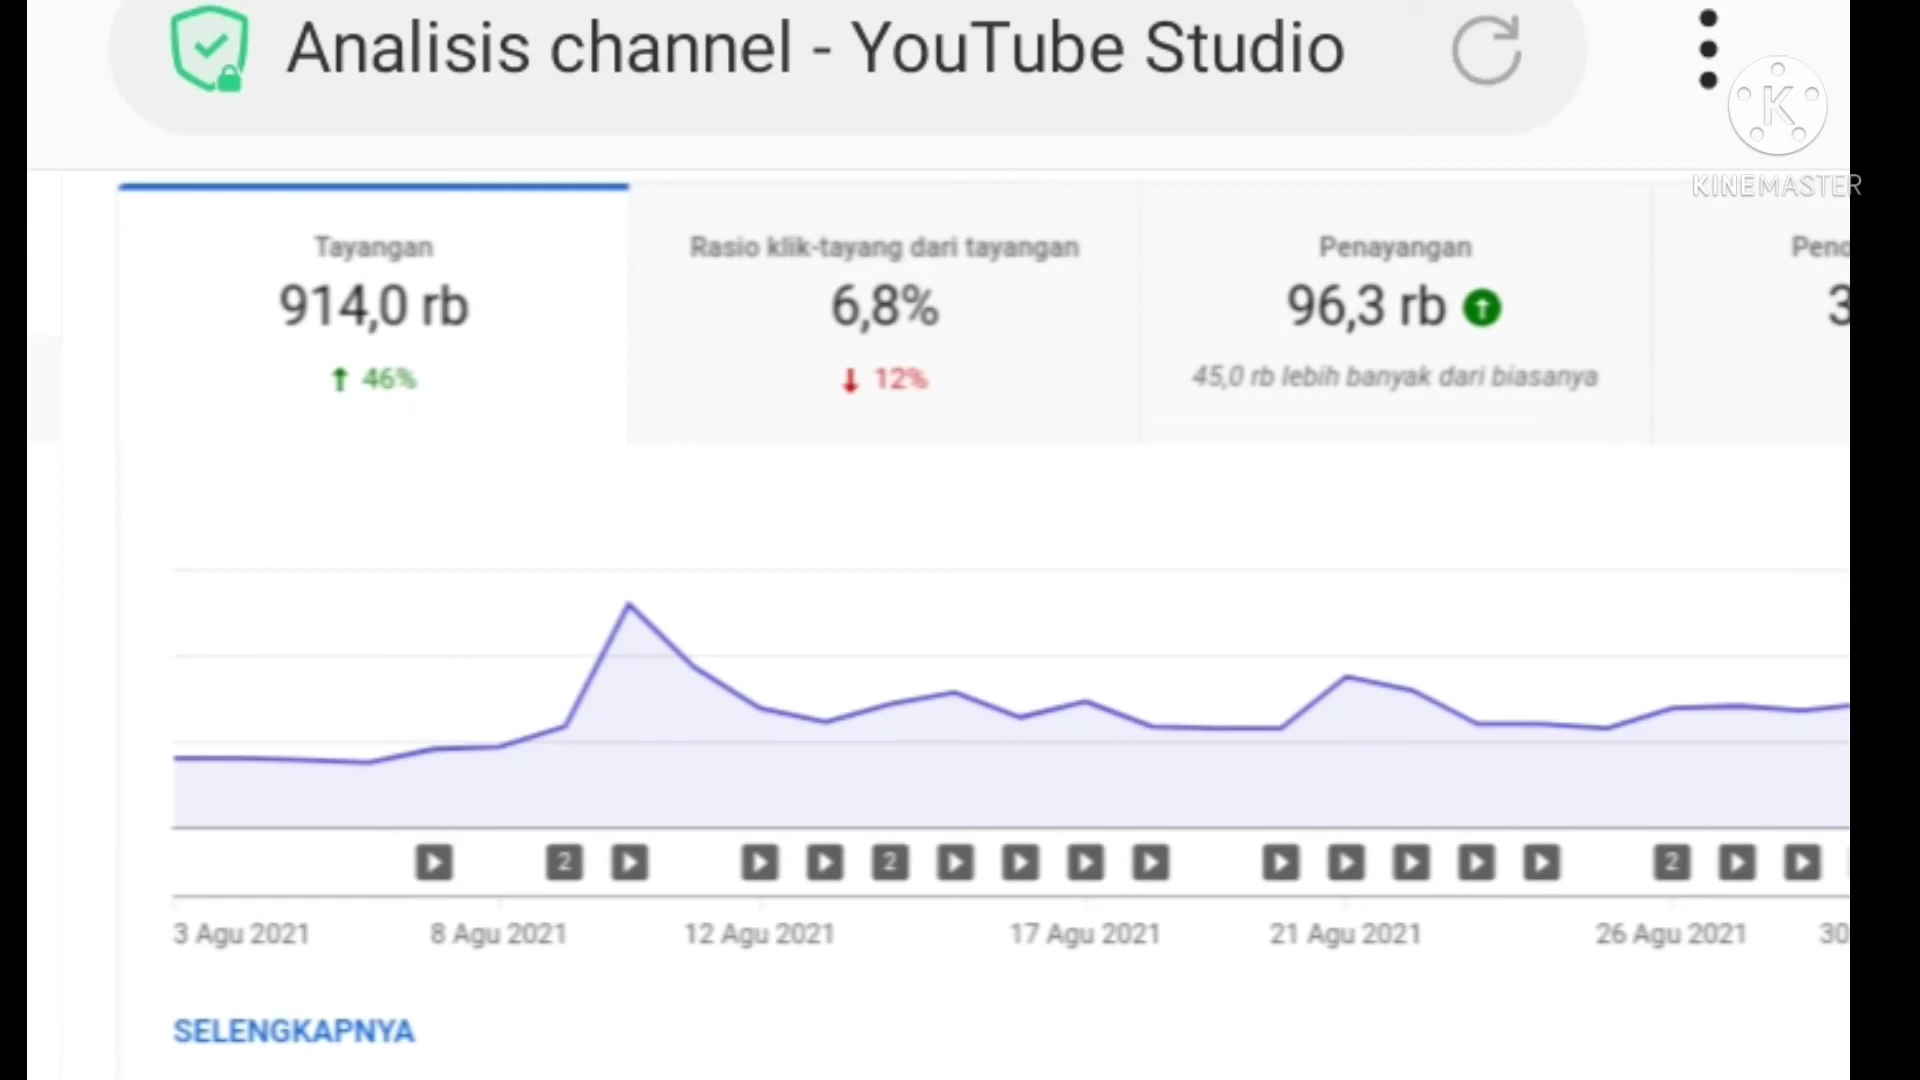 Analisis channel - YouTube Studio
K
KINEMASTER
Tayangan
914,0 rb
46%
Rasio klik-tayang dari tayangan
6,8%
12%
Penayangan
96,3 rb
45,0 rb lebih banyak dari biasanya
2
2
2
3 Agu 2021
8 Agu 2021
12 Agu 2021
17 Agu 2021
21 Agu 2021
26 Agu 2021
30
SELENGKAPNYA